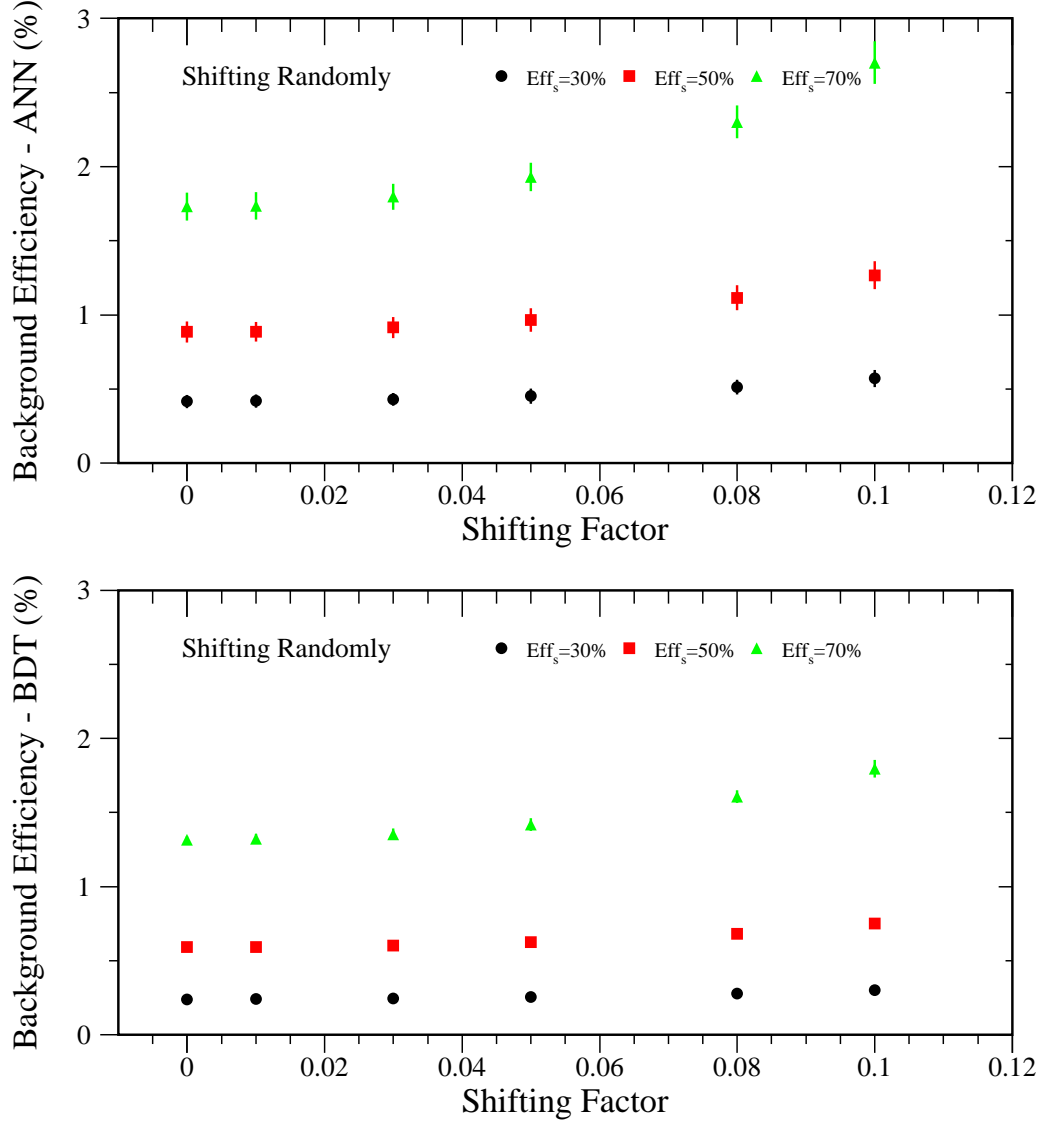 Background Efficiency - ANN (%)
3
Shifting Randomly Eff_s=30% Eff_s=50% Eff_s=70%
2
1
0
0 0.02 0.04 0.06 0.08 0.1 0.12
Shifting Factor
Background Efficiency - BDT (%)
3
Shifting Randomly Eff_s=30% Eff_s=50% Eff_s=70%
2
1
0
0 0.02 0.04 0.06 0.08 0.1 0.12
Shifting Factor